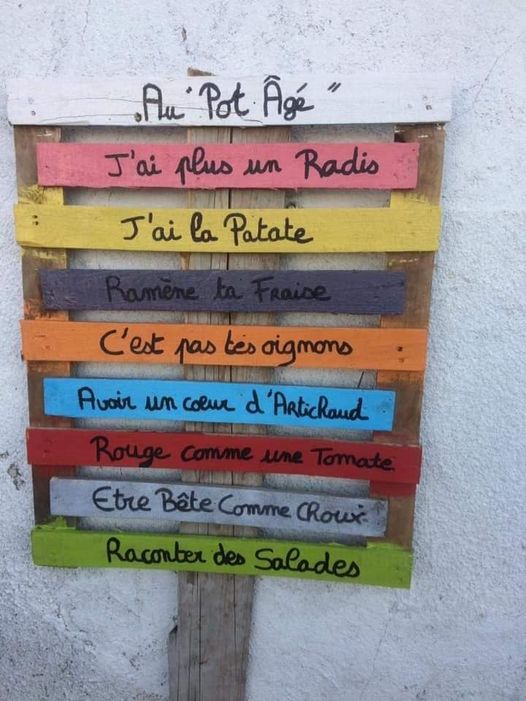 Au "Pot Âgé"
J'ai plus un Radis
J'ai la Patate
Ramène ta Fraise
C'est pas tes oignons
Avoir un cœur d'Artichaud
Rouge comme une Tomate
Etre Bête Comme Choux
Raconter des Salades